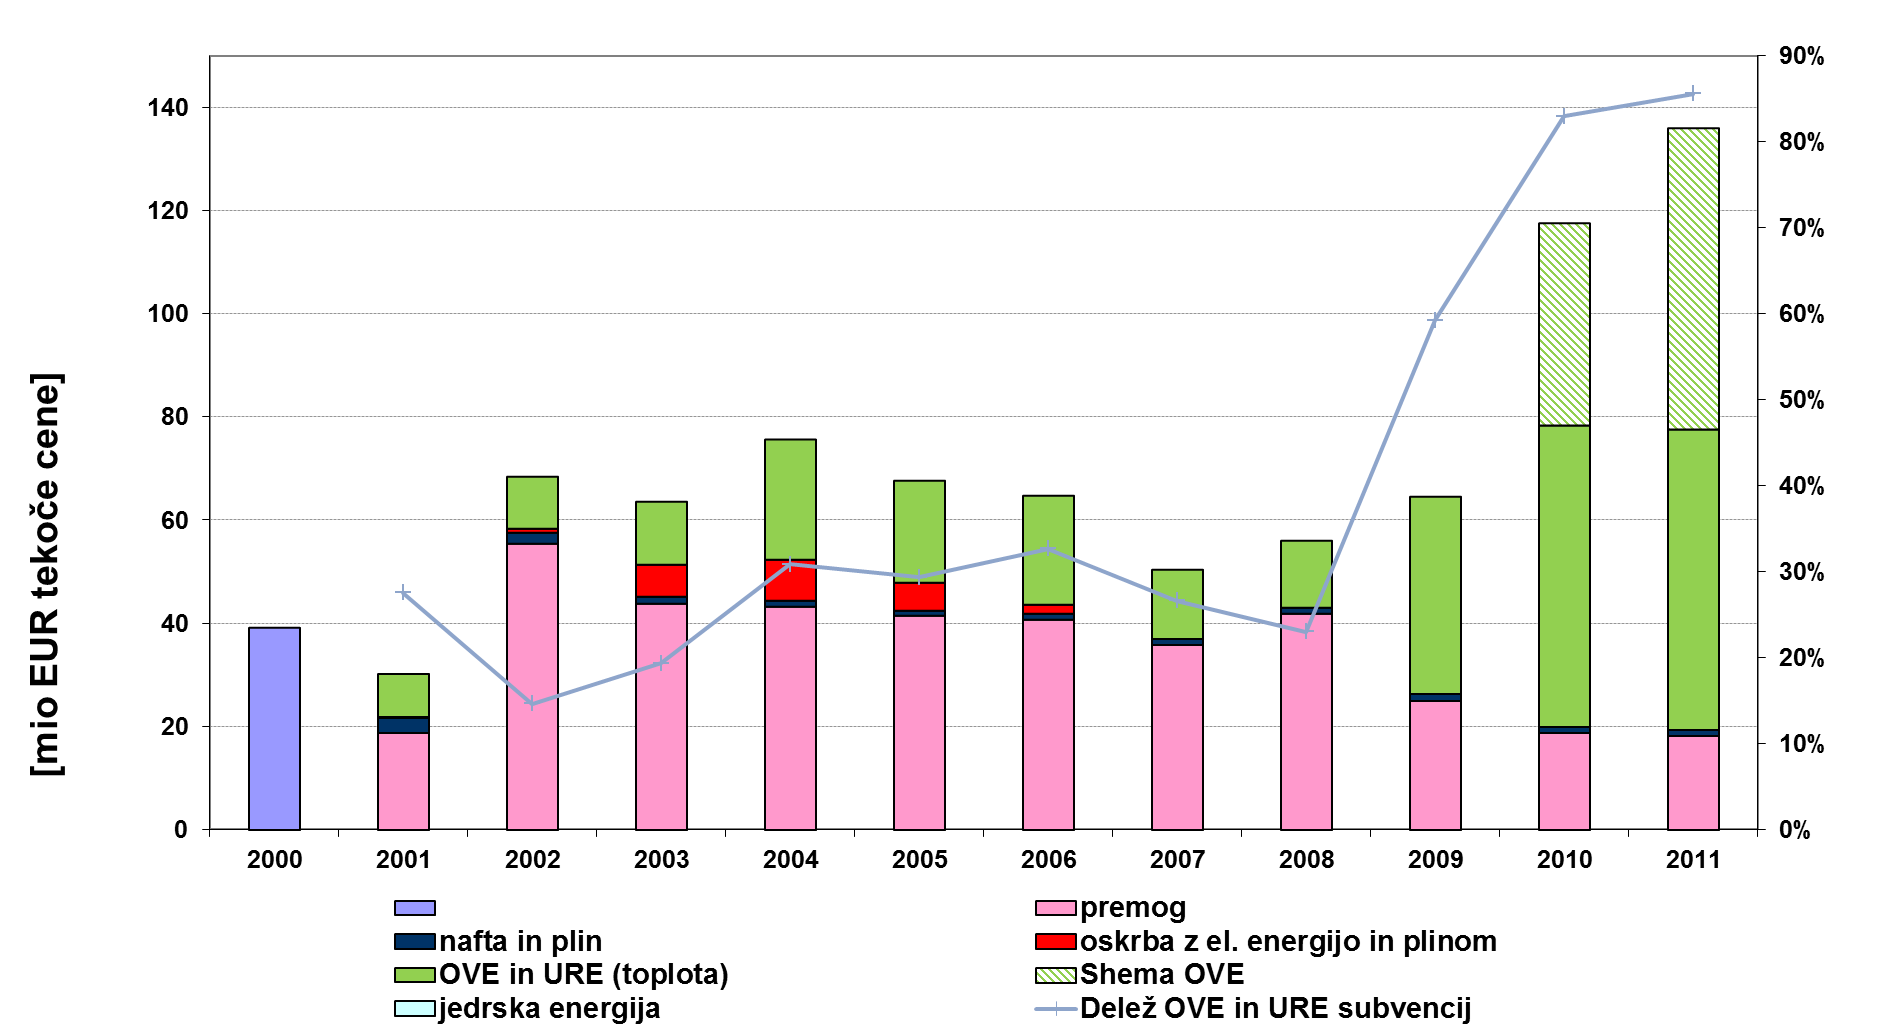 [mio EUR tekoče cene]
140
120
100
80
60
40
20
0
90%
80%
70%
60%
50%
40%
30%
20%
10%
0%
2000 2001 2002 2003 2004 2005 2006 2007 2008 2009 2010 2011
premog
nafta in plin
oskrba z el. energijo in plinom
OVE in URE (toplota)
Shema OVE
jedrska energija
Delež OVE in URE subvencij